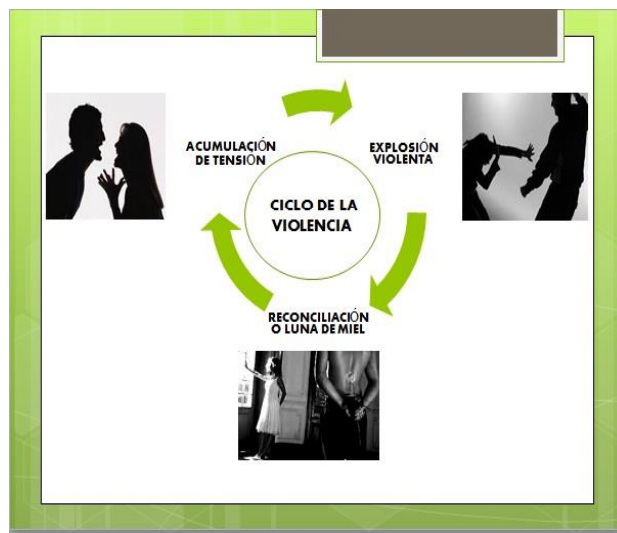 ACUMULACIÓN
DE TENSIÓN
EXPLOSIÓN
VIOLENTA
CICLO DE LA
VIOLENCIA
RECONCILIACIÓN
O LUNA DE MIEL